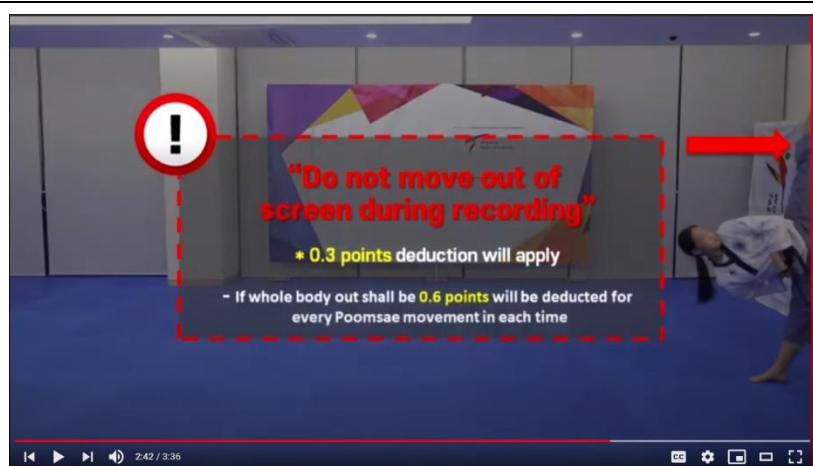 !
“Do not move out of
screen during recording”
* 0.3 points deduction will apply
- If whole body out shall be 0.6 points will be deducted for
every Poomsae movement in each time
2:42 / 3:36
CC